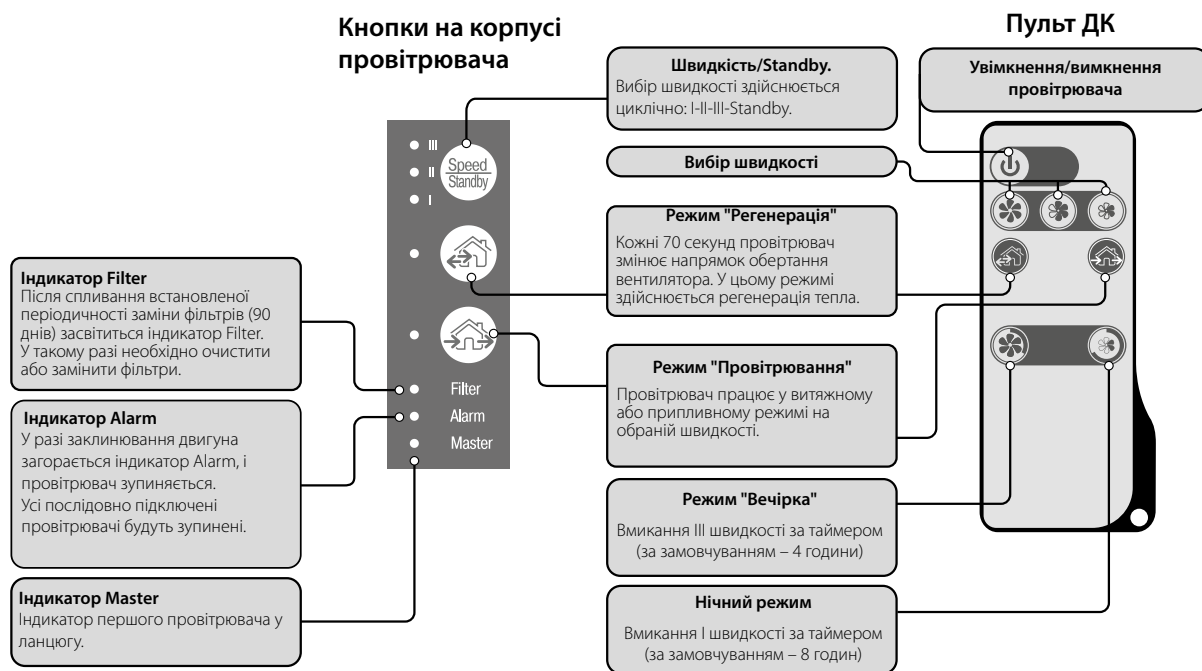 Кнопки на корпусі
провітрювача
Пульт ДК
Швидкість/Standby.
Вибір швидкості здійснюється
циклічно: I-II-III-Standby.
Увімкнення/вимкнення
провітрювача
Вибір швидкості
Режим "Регенерація"
Кожні 70 секунд провітрювач
змінює напрямок обертання
вентилятора. У цьому режимі
здійснюється регенерація тепла.
Режим "Провітрювання"
Провітрювач працює у витяжному
або припливному режимі на
обраній швидкості.
Режим "Вечірка"
Вмикання III швидкості за таймером
(за замовчуванням – 4 години)
Нічний режим
Вмикання I швидкості за таймером
(за замовчуванням – 8 годин)
III
II
I
Speed
Standby
Filter
Alarm
Master
Індикатор Filter
Після спливання встановленої
періодичності заміни фільтрів (90
днів) засвітиться індикатор Filter.
У такому разі необхідно очистити
або замінити фільтри.
Індикатор Alarm
У разі заклинювання двигуна
загорається індикатор Alarm, і
провітрювач зупиняється.
Усі послідовно підключені
провітрювачі будуть зупинені.
Індикатор Master
Індикатор першого провітрювача у
ланцюгу.